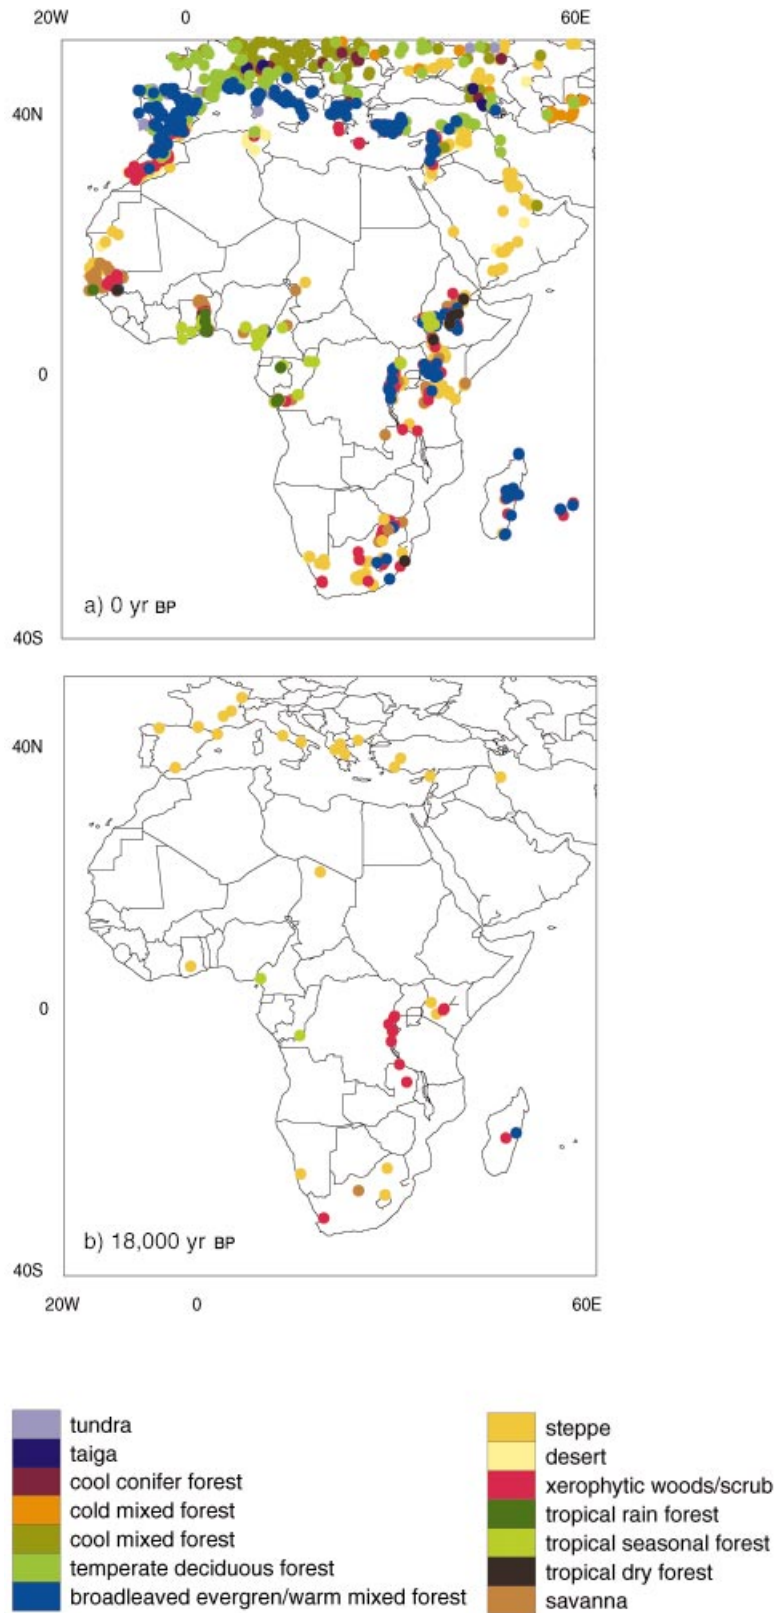 20W 0 60E
40N
0
a) 0 yr BP
40S
40N
0
b) 18,000 yr BP
40S
20W 0 60E
tundra
taiga
cool conifer forest
cold mixed forest
cool mixed forest
temperate deciduous forest
broadleaved evergren/warm mixed forest
steppe
desert
xerophytic woods/scrub
tropical rain forest
tropical seasonal forest
tropical dry forest
savanna